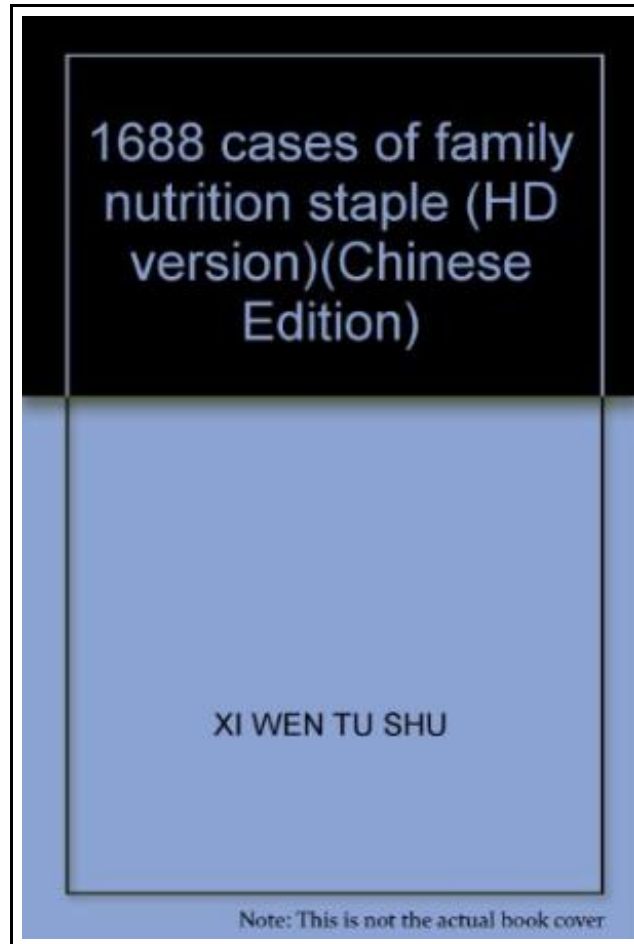 1688 cases of family
nutrition staple (HD
version)(Chinese
Edition)
XI WEN TU SHU
Note: This is not the actual book cover